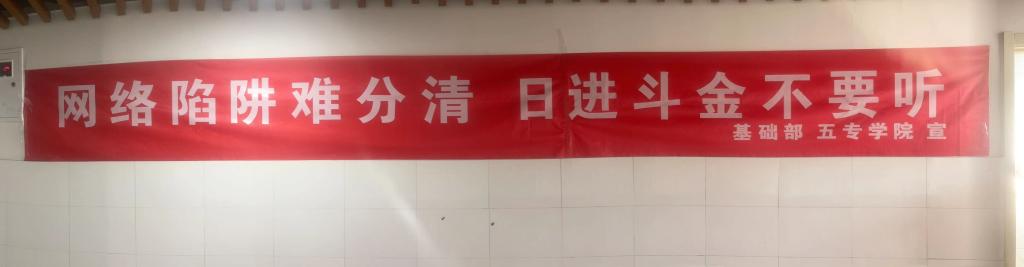 网络陷阱难分清 日进斗金不要听
基础部 五专学院 宣